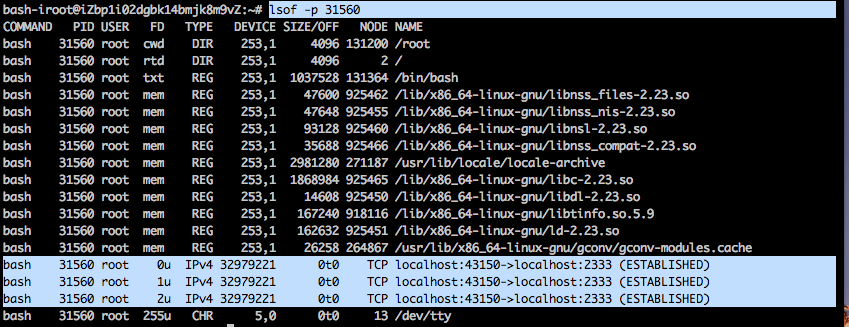 bash-iroot@iZbp1i02dgbk14bmjk8m9vZ:~# lsof -p 31560
COMMAND PID USER FD TYPE DEVICE SIZE/OFF NODE NAME
bash 31560 root cwd DIR 253,1 4096 131200 /root
bash 31560 root rtd DIR 253,1 4096 2 /
bash 31560 root txt REG 253,1 1037528 131364 /bin/bash
bash 31560 root mem REG 253,1 47600 925462 /lib/x86_64-linux-gnu/libnss_files-2.23.so
bash 31560 root mem REG 253,1 47648 925455 /lib/x86_64-linux-gnu/libnss_nis-2.23.so
bash 31560 root mem REG 253,1 93128 925460 /lib/x86_64-linux-gnu/libnsl-2.23.so
bash 31560 root mem REG 253,1 35688 925466 /lib/x86_64-linux-gnu/libnss_compat-2.23.so
bash 31560 root mem REG 253,1 2981280 271187 /usr/lib/locale/locale-archive
bash 31560 root mem REG 253,1 1868984 925465 /lib/x86_64-linux-gnu/libc-2.23.so
bash 31560 root mem REG 253,1 14608 925450 /lib/x86_64-linux-gnu/libdl-2.23.so
bash 31560 root mem REG 253,1 167240 918116 /lib/x86_64-linux-gnu/libtinfo.so.5.9
bash 31560 root mem REG 253,1 162632 925451 /lib/x86_64-linux-gnu/ld-2.23.so
bash 31560 root mem REG 253,1 26258 264867 /usr/lib/x86_64-linux-gnu/gconv/gconv-modules.cache
bash 31560 root 0u IPv4 32979221 0t0 TCP localhost:43150->localhost:2333 (ESTABLISHED)
bash 31560 root 1u IPv4 32979221 0t0 TCP localhost:43150->localhost:2333 (ESTABLISHED)
bash 31560 root 2u IPv4 32979221 0t0 TCP localhost:43150->localhost:2333 (ESTABLISHED)
bash 31560 root 255u CHR 5,0 0t0 13 /dev/tty